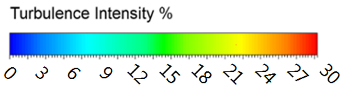 Turbulence Intensity %
0 3 6 9 12 15 18 21 24 27 30